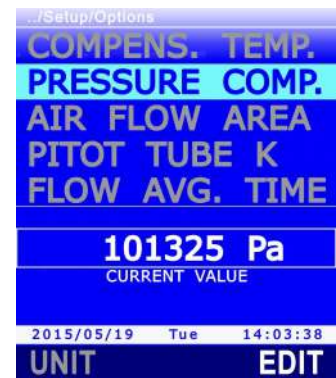 ../Setup/Options
COMPENS. TEMP.
PRESSURE COMP.
AIR FLOW AREA
PITOT TUBE K
FLOW AVG. TIME
101325 Pa
CURRENT VALUE
2015/05/19 Tue 14:03:38
UNIT EDIT